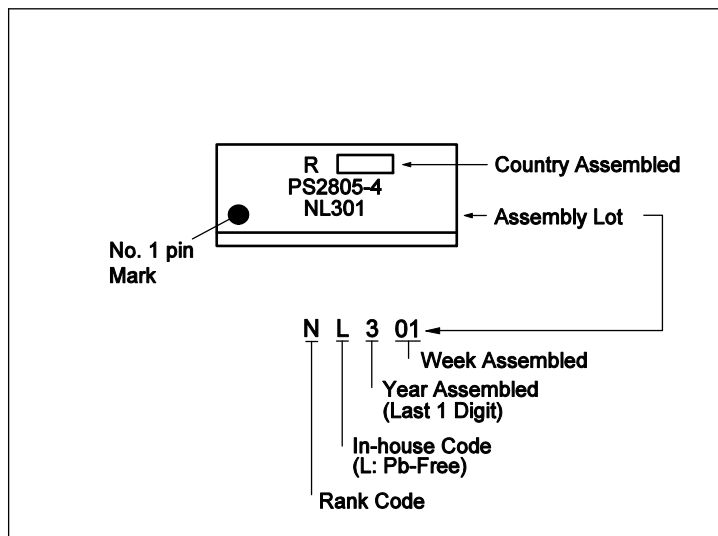 R
Country Assembled
PS2805-4
NL301
Assembly Lot
No. 1 pin
Mark
N L 3 01
Week Assembled
Year Assembled
(Last 1 Digit)
In-house Code
(L: Pb-Free)
Rank Code